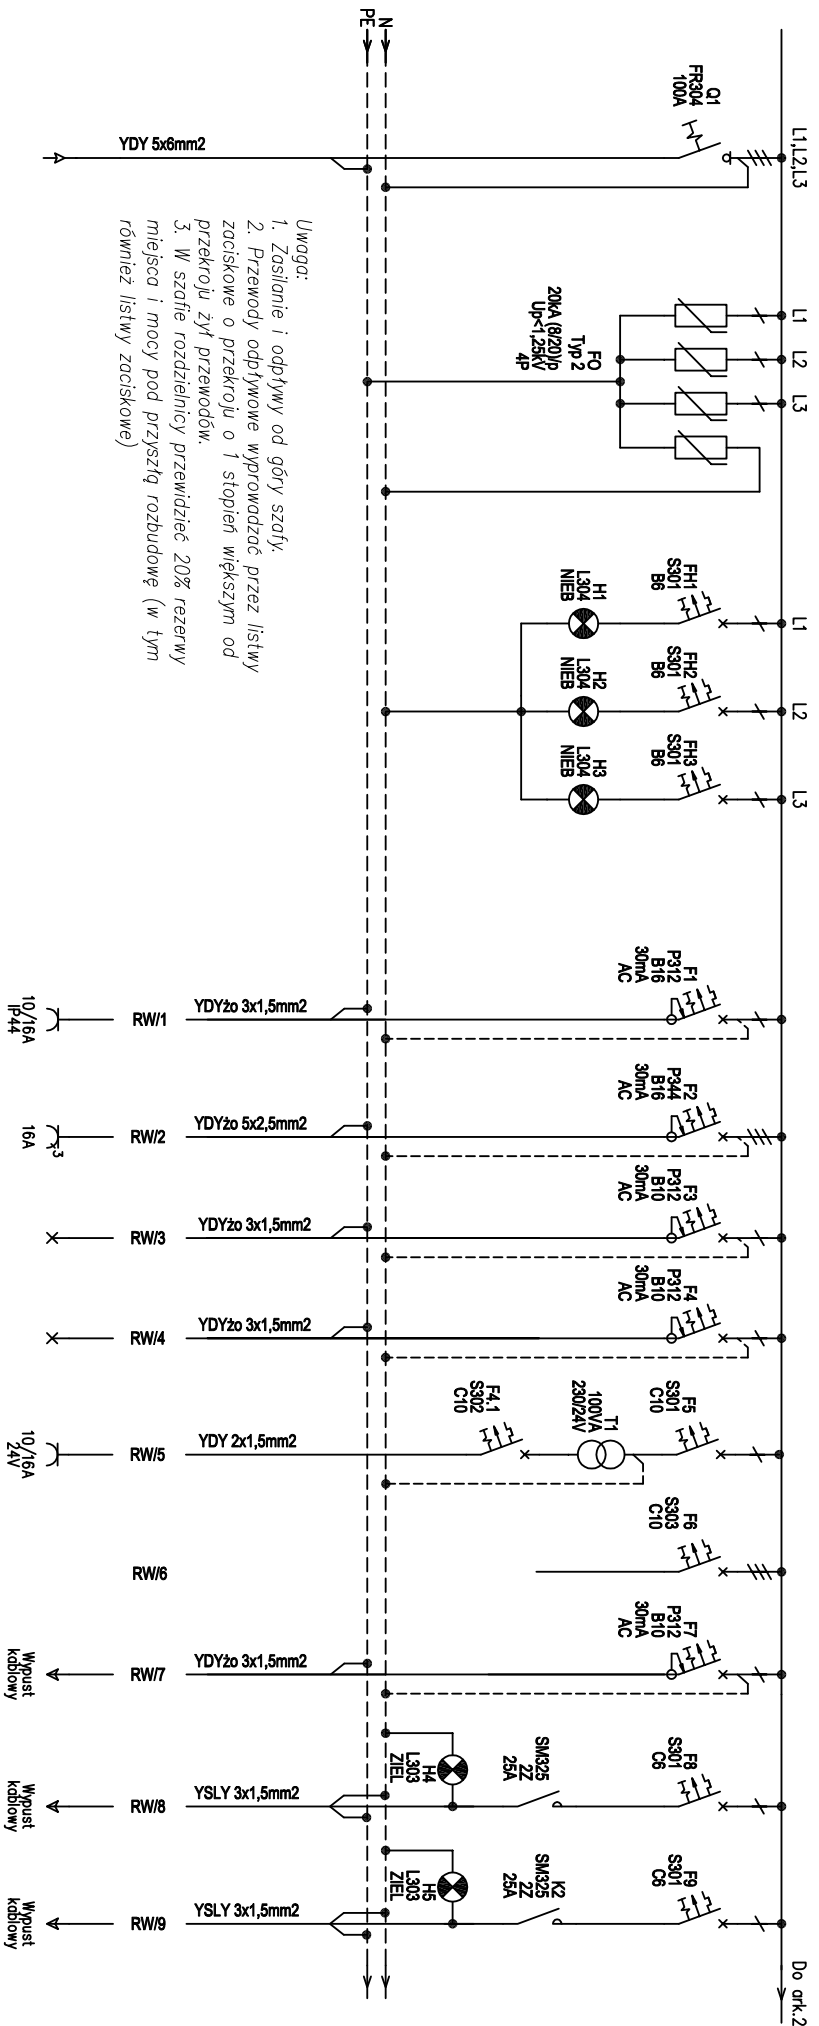 L1,L2,L3
Q1
FR304
100A
YDY 5x6mm2
N
PE
Uwaga:
1. Zasilanie i odpływy od góry szafy.
2. Przewody odpływowe wyprowadzać przez listwy
zaciskowe o przekroju o 1 stopień większym od
przekroju żył przewodów.
3. W szafie rozdzielnicy przewidzieć 20% rezerwy
miejsca i mocy pod przyszłą rozbudowę (w tym
również listwy zaciskowe)
L1
L2
L3
FO
Typ 2
20kA (8/20)/p
Up<1,25kV
4P
L1
FH1
S301
B6
H1
L304
NIEB
L2
FH2
S301
B6
H2
L304
NIEB
L3
FH3
S301
B6
H3
L304
NIEB
F1
P312
B16
30mA
AC
YDYżo 3x1,5mm2
RW/1
10/16A
IP44
F2
P344
B16
30mA
AC
YDYżo 5x2,5mm2
RW/2
x3
16A
F3
P312
B10
30mA
AC
YDYżo 3x1,5mm2
RW/3
F4
P312
B10
30mA
AC
YDYżo 3x1,5mm2
RW/4
F5
S301
C10
T1
100VA
230/24V
F4.1
S302
C10
YDY 2x1,5mm2
RW/5
10/16A
24V
F6
S303
C10
RW/6
F7
P312
B10
30mA
AC
YDYżo 3x1,5mm2
RW/7
Wypust
kablowy
F8
S301
C6
SM325
2Z
25A
H4
L303
ZIEL
YSLY 3x1,5mm2
RW/8
Wypust
kablowy
F9
S301
C6
K2
SM325
2Z
25A
H5
L303
ZIEL
YSLY 3x1,5mm2
RW/9
Wypust
kablowy
Do ark.2